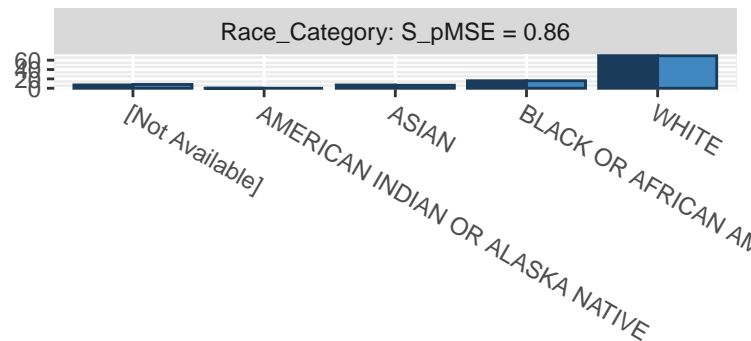 Race_Category: S_pMSE = 0.86
60
40
20
0
[Not Available]
AMERICAN INDIAN OR ALASKA NATIVE
ASIAN
BLACK OR AFRICAN AM
WHITE